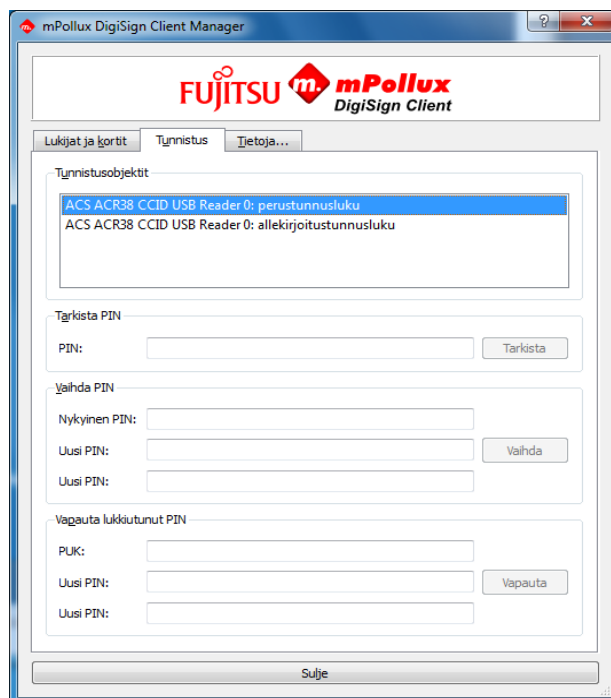 mPollux DigiSign Client Manager
FUJITSU m. mPollux
DigiSign Client
Lukijat ja kortit Tunnistus Tietoja...
Tunnistusobjektit
ACS ACR38 CCID USB Reader 0: perustunnusluku
ACS ACR38 CCID USB Reader 0: allekirjoitustunnusluku
Tarkista PIN
PIN: Tarkista
Vaihda PIN
Nykyinen PIN:
Uusi PIN: Vaihda
Uusi PIN:
Vapauta lukkiutunut PIN
PUK:
Uusi PIN: Vapauta
Uusi PIN:
Sulje